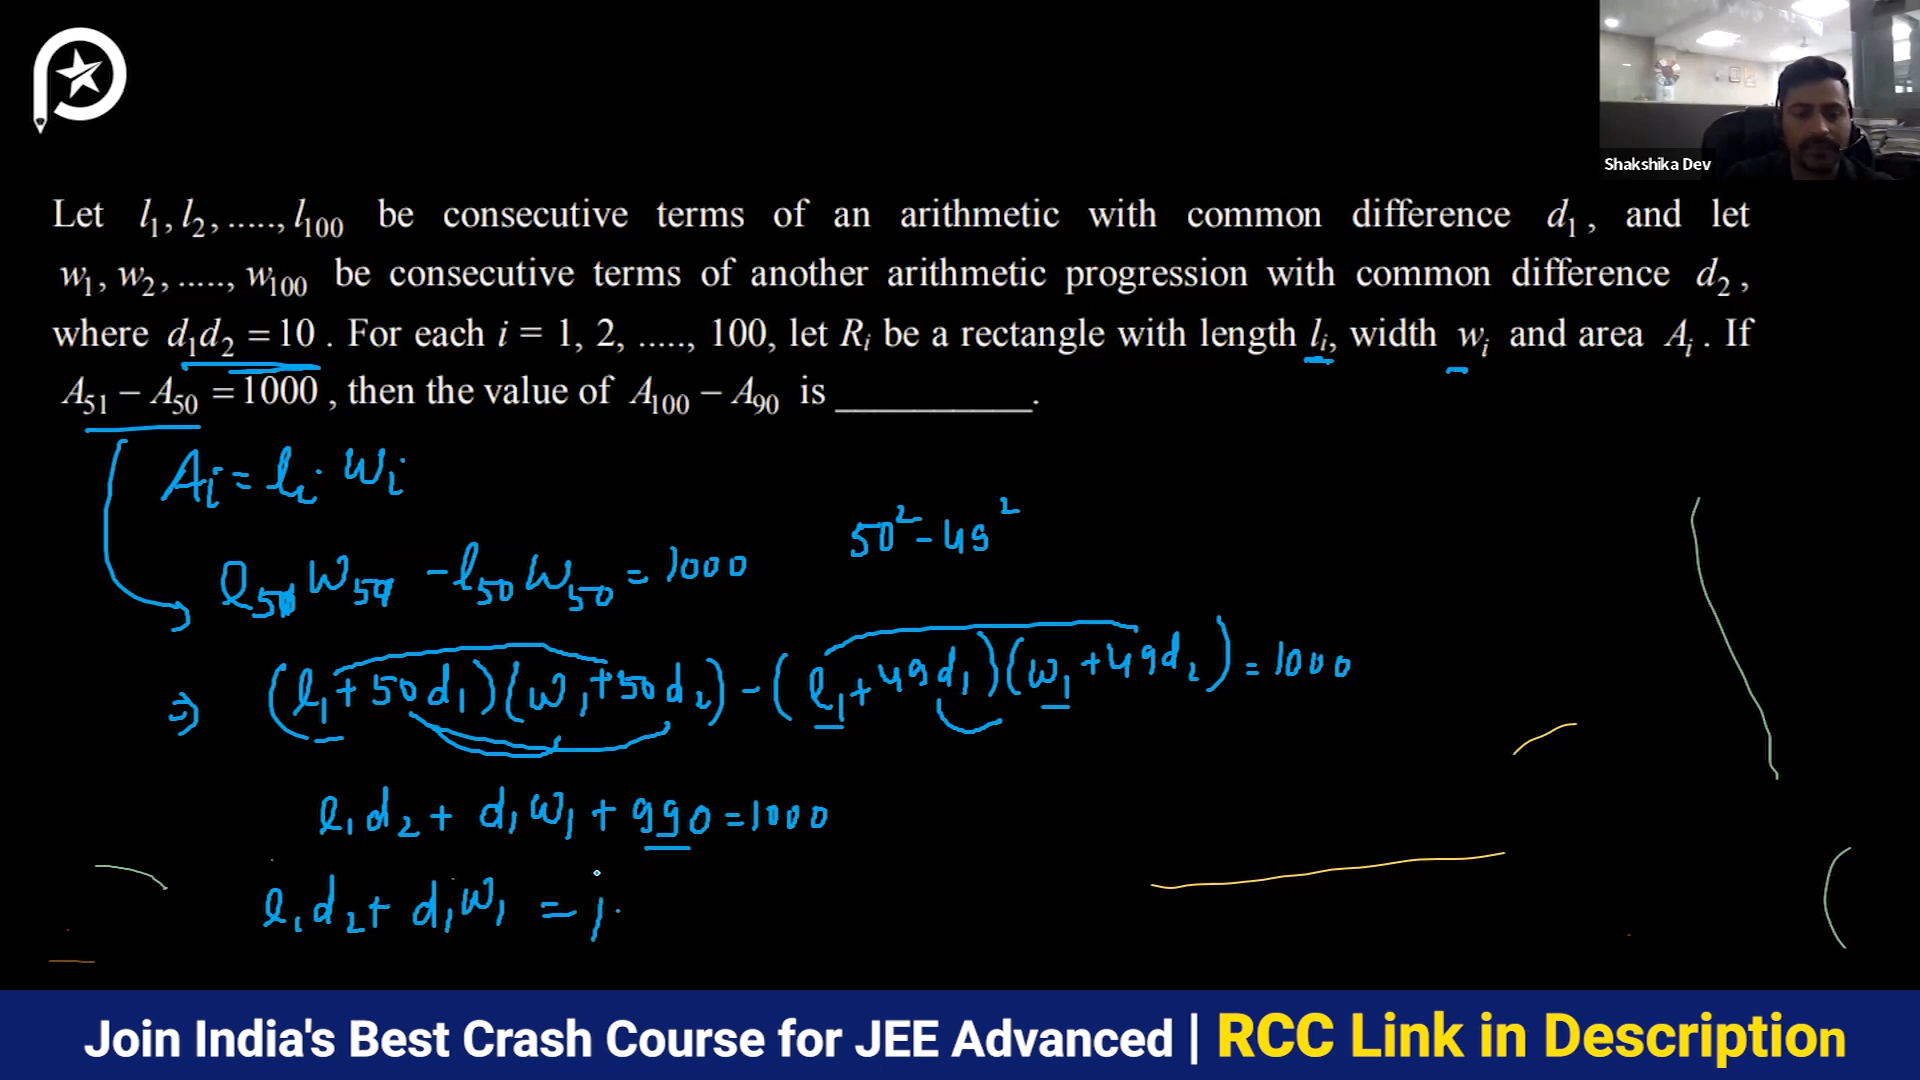 Shakshika Dev
Let l₁, l₂, ....., l₁₀₀ be consecutive terms of an arithmetic with common difference d₁, and let
w₁, w₂, ....., w₁₀₀ be consecutive terms of another arithmetic progression with common difference d₂,
where d₁d₂ = 10. For each i = 1, 2, ....., 100, let Rᵢ be a rectangle with length lᵢ, width wᵢ and area Aᵢ. If
A₅₁ − A₅₀ = 1000, then the value of A₁₀₀ − A₉₀ is ___________.
Aᵢ = lᵢ wᵢ
50² − 49²
l₅₁ w₅₁ − l₅₀ w₅₀ = 1000
⇒ (l₁ + 50d₁)(w₁ + 50d₂) − (l₁ + 49d₁)(w₁ + 49d₂) = 1000
l₁d₂ + d₁w₁ + 990 = 1000
l₁d₂ + d₁w₁ =
Join India's Best Crash Course for JEE Advanced | RCC Link in Description